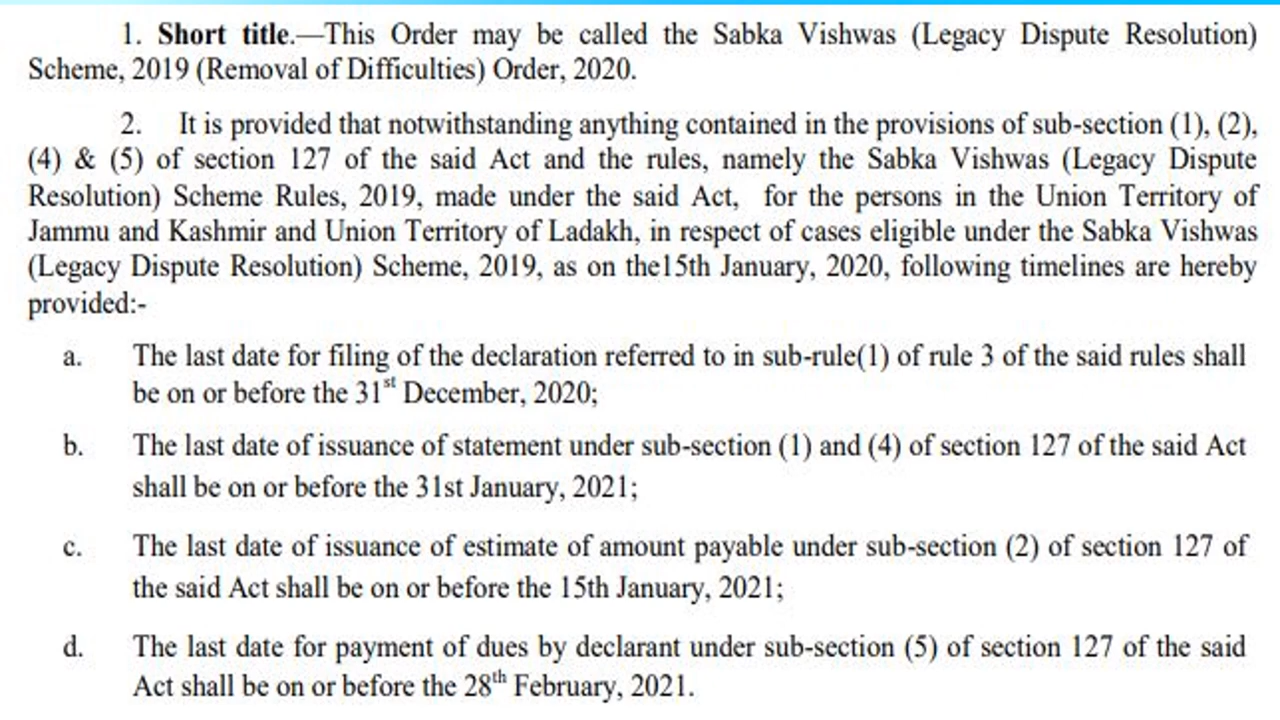 1. Short title.—This Order may be called the Sabka Vishwas (Legacy Dispute Resolution)
Scheme, 2019 (Removal of Difficulties) Order, 2020.
2. It is provided that notwithstanding anything contained in the provisions of sub-section (1), (2),
(4) & (5) of section 127 of the said Act and the rules, namely the Sabka Vishwas (Legacy Dispute
Resolution) Scheme Rules, 2019, made under the said Act, for the persons in the Union Territory of
Jammu and Kashmir and Union Territory of Ladakh, in respect of cases eligible under the Sabka Vishwas
(Legacy Dispute Resolution) Scheme, 2019, as on the15th January, 2020, following timelines are hereby
provided:-
a. The last date for filing of the declaration referred to in sub-rule(1) of rule 3 of the said rules shall
be on or before the 31st December, 2020;
b. The last date of issuance of statement under sub-section (1) and (4) of section 127 of the said Act
shall be on or before the 31st January, 2021;
c. The last date of issuance of estimate of amount payable under sub-section (2) of section 127 of
the said Act shall be on or before the 15th January, 2021;
d. The last date for payment of dues by declarant under sub-section (5) of section 127 of the said
Act shall be on or before the 28th February, 2021.